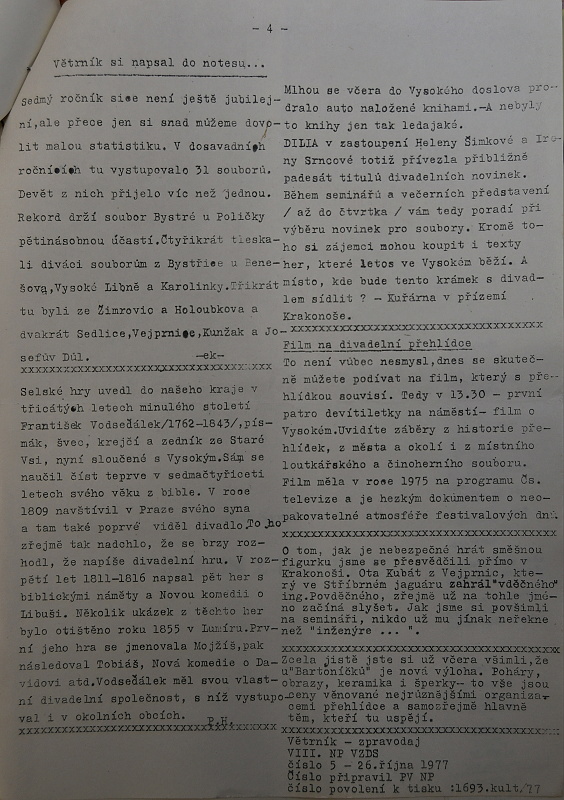 - 4 -
Větrník si napsal do notesu...
Sedmý ročník sice není ještě jubilej-
ní,ale přece jen si snad můžeme dovo-
lit malou statistiku. V dosavadních
ročnících tu vystupovalo 31 souborů.
Devět z nich přijelo víc než jednou.
Rekord drží soubor Bystré u Poličky
pětinásobnou účastí.Čtyřikrát tleska-
li diváci souborům z Bystřice u Bene-
šova,Vysoké Libně a Karolinky.Třikrát
tu byli ze Žimrovic a Holoubkova a
dvakrát Sedlice,Vejprnice,Kunžak a Jo-
sefův Důl. -ek-
xxxxxxxxxxxxxxxxxxxxxxxxxxxxxxxxxxxx
Selské hry uvedl do našeho kraje v
třicátých letech minulého století
František Vodseďálek/1762-1843/,pís-
mák, švec, krejčí a zedník ze Staré
Vsi, nyní sloučené s Vysokým.Sám se
naučil číst teprve v sedmačtyřiceti
letech svého věku z bible. V roce
1809 navštívil v Praze svého syna
a tam také poprvé viděl divadlo.To ho
zřejmě tak nadchlo, že se brzy roz-
hodl, že napíše divadelní hru. V roz-
pětí let 1811-1816 napsal pět her s
biblickými náměty a Novou komedii o
Libuši. Několik ukázek z těchto her
bylo otištěno roku 1855 v Lumíru.Prv-
ní jeho hra se jmenovala Mojžíš,pak
následoval Tobiáš, Nová komedie o Da-
vidovi atd.Vodseďálek měl svou vlast-
ní divadelní společnost, s níž vystupo-
val i v okolních obcích. P.H.
xxxxxxxxxxxxxxxxxxxxxxxxxxxxxxxxxxxx
Mlhou se včera do Vysokého doslova pro-
dralo auto naložené knihami.-A nebyly
to knihy jen tak ledajaké.
DILIA v zastoupení Heleny Šimkové a Ire-
ny Srncové totiž přivezla přibližně
padesát titulů divadelních novinek.
Během seminářů a večerních představení
/ až do čtvrtka / vám tedy poradí při
výběru novinek pro soubory. Kromě to-
ho si zájemci mohou koupit i texty
her, které letos ve Vysokém běží. A
místo, kde bude tento krámek s divad-
lem sídlit ? - Kuřárna v přízemí
Krakonoše.
xxxxxxxxxxxxxxxxxxxxxxxxxxxxxxxxxxxx
Film na divadelní přehlídce
To není vůbec nesmysl,dnes se skuteč-
ně můžete podívat na film, který s pře-
hlídkou souvisí. Tedy v 13.30 - první
patro devítiletky na náměstí- film o
Vysokém.Uvidíte záběry z historie pře-
hlídek, z města a okolí i z místního
loutkářského a činoherního souboru.
Film měla v roce 1975 na programu Čs.
televize a je hezkým dokumentem o neo-
pakovatelné atmosféře festivalových dnů.
xxxxxxxxxxxxxxxxxxxxxxxxxxxxxxxxxxxx
O tom, jak je nebezpečné hrát směšnou
figurku jsme se přesvědčili přímo v
Krakonoši. Ota Kubát z Vejprnic, kte-
rý ve Stříbrném jaguáru zahrál"vděčného"
ing.Povděčného, zřejmě už na tohle jmé-
no začíná slyšet. Jak jsme si povšimli
na semináři, nikdo už mu jinak neřekne
než "inženýre ... ".
xxxxxxxxxxxxxxxxxxxxxxxxxxxxxxxxxxxx
Zcela jistě jste si už včera všimli,že
u"Bartoníčků" je nová výloha. Poháry,
obrazy, keramika i šperky- to vše jsou
ceny věnované nejrůznějšími organiza-
cemi přehlídce a samozřejmě hlavně
těm, kteří tu uspějí.
xxxxxxxxxxxxxxxxxxxxxxxxxxxxxxxxxxxx
Větrník - zpravodaj
VIII. NP VZDS
číslo 5 - 26.října 1977
Číslo připravil PV NP
číslo povolení k tisku :1693.kult/77